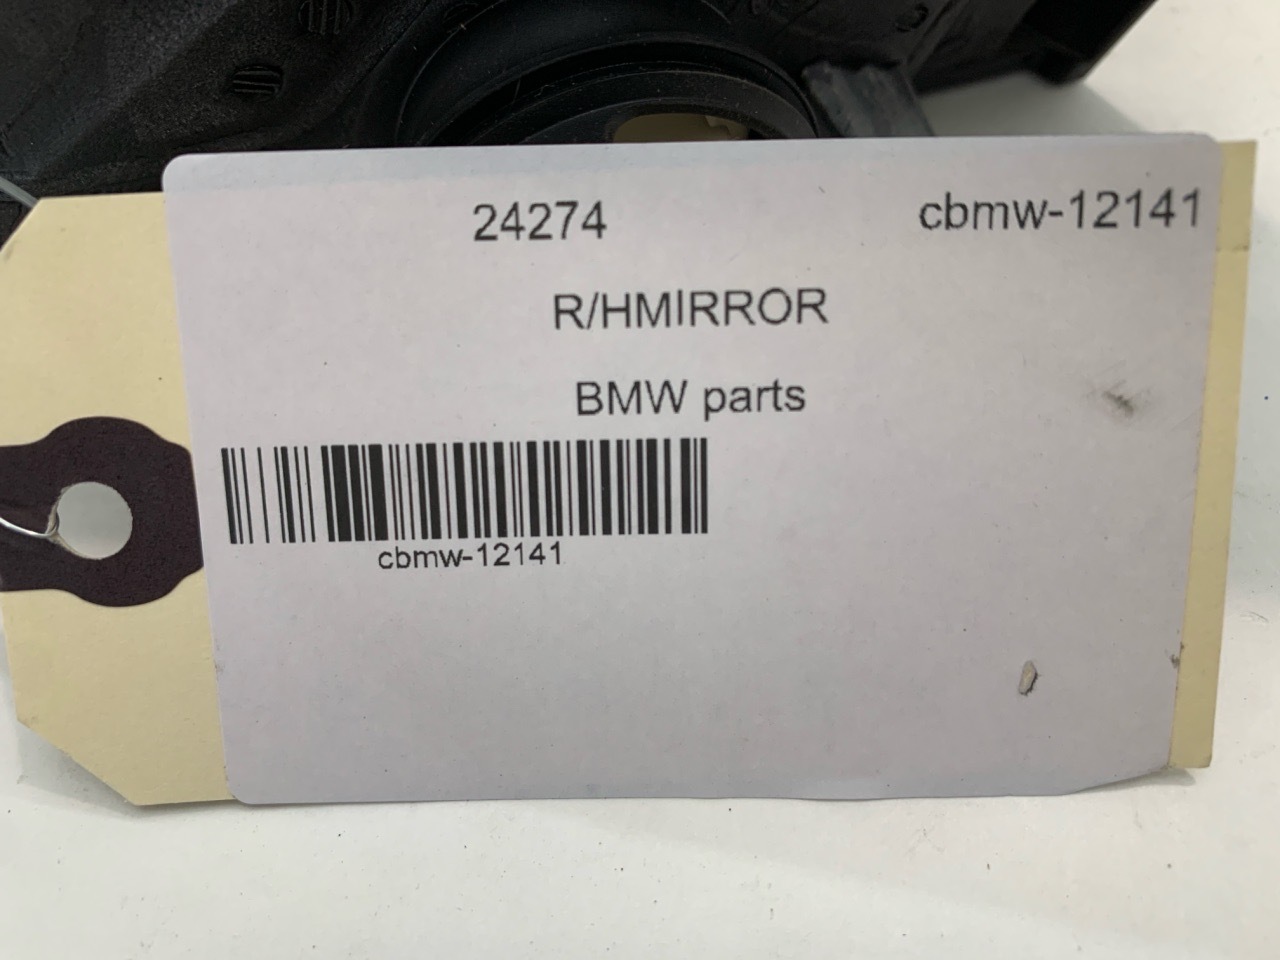 24274 cbmw-12141
R/HMIRROR
BMW parts
cbmw-12141